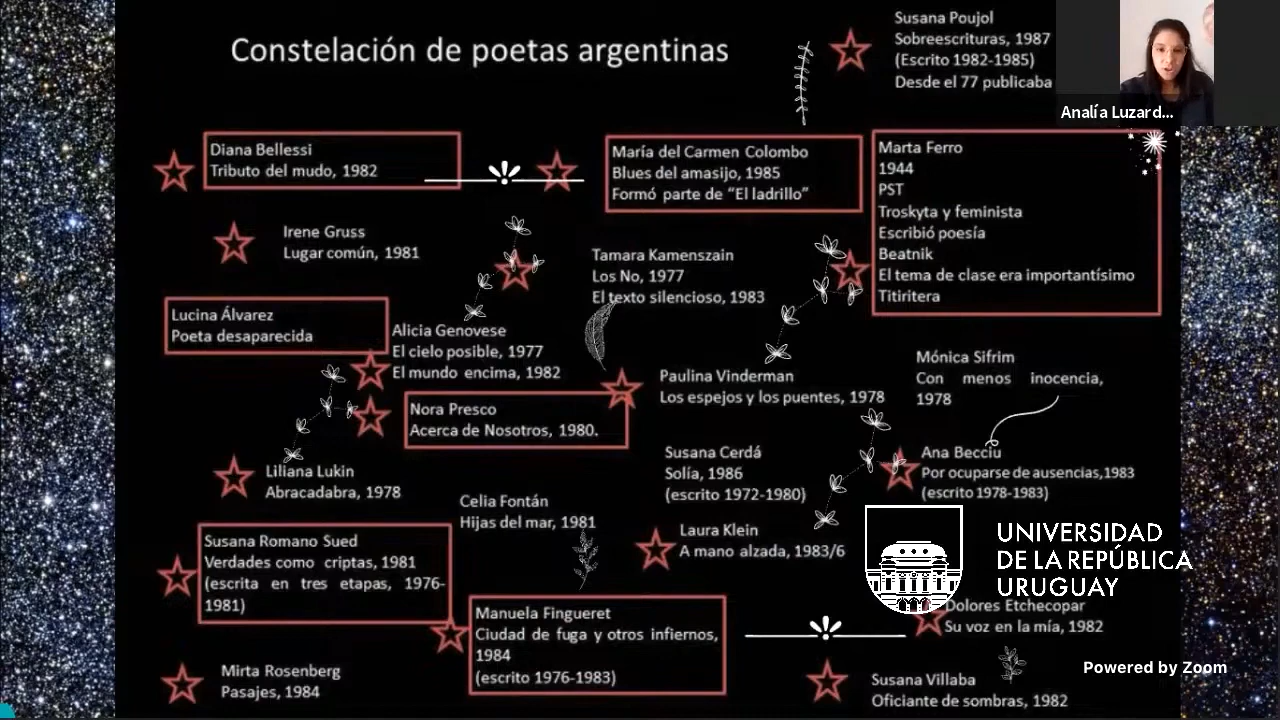 Constelación de poetas argentinas
Susana Poujol
Sobreescrituras, 1987
(Escrito 1982-1985)
Desde el 77 publicaba
Analía Luzard...
Diana Bellessi
Tributo del mudo, 1982
María del Carmen Colombo
Blues del amasijo, 1985
Formó parte de “El ladrillo”
Marta Ferro
1944
PST
Troskyta y feminista
Escribió poesía
Beatnik
El tema de clase era importantísimo
Titiritera
Irene Gruss
Lugar común, 1981
Tamara Kamenszain
Los No, 1977
El texto silencioso, 1983
Lucina Álvarez
Poeta desaparecida
Alicia Genovese
El cielo posible, 1977
El mundo encima, 1982
Paulina Vinderman
Los espejos y los puentes, 1978
Mónica Sifrim
Con menos inocencia,
1978
Nora Presco
Acerca de Nosotros, 1980.
Liliana Lukin
Abracadabra, 1978
Susana Cerdá
Solía, 1986
(escrito 1972-1980)
Ana Becciu
Por ocuparse de ausencias,1983
(escrito 1978-1983)
Celia Fontán
Hijas del mar, 1981
Laura Klein
A mano alzada, 1983/6
UNIVERSIDAD
DE LA REPÚBLICA
URUGUAY
Susana Romano Sued
Verdades como criptas, 1981
(escrita en tres etapas, 1976-
1981)
Manuela Fingueret
Ciudad de fuga y otros infiernos,
1984
(escrito 1976-1983)
Dolores Etchecopar
Su voz en la mía, 1982
Mirta Rosenberg
Pasajes, 1984
Susana Villaba
Oficiante de sombras, 1982
Powered by Zoom